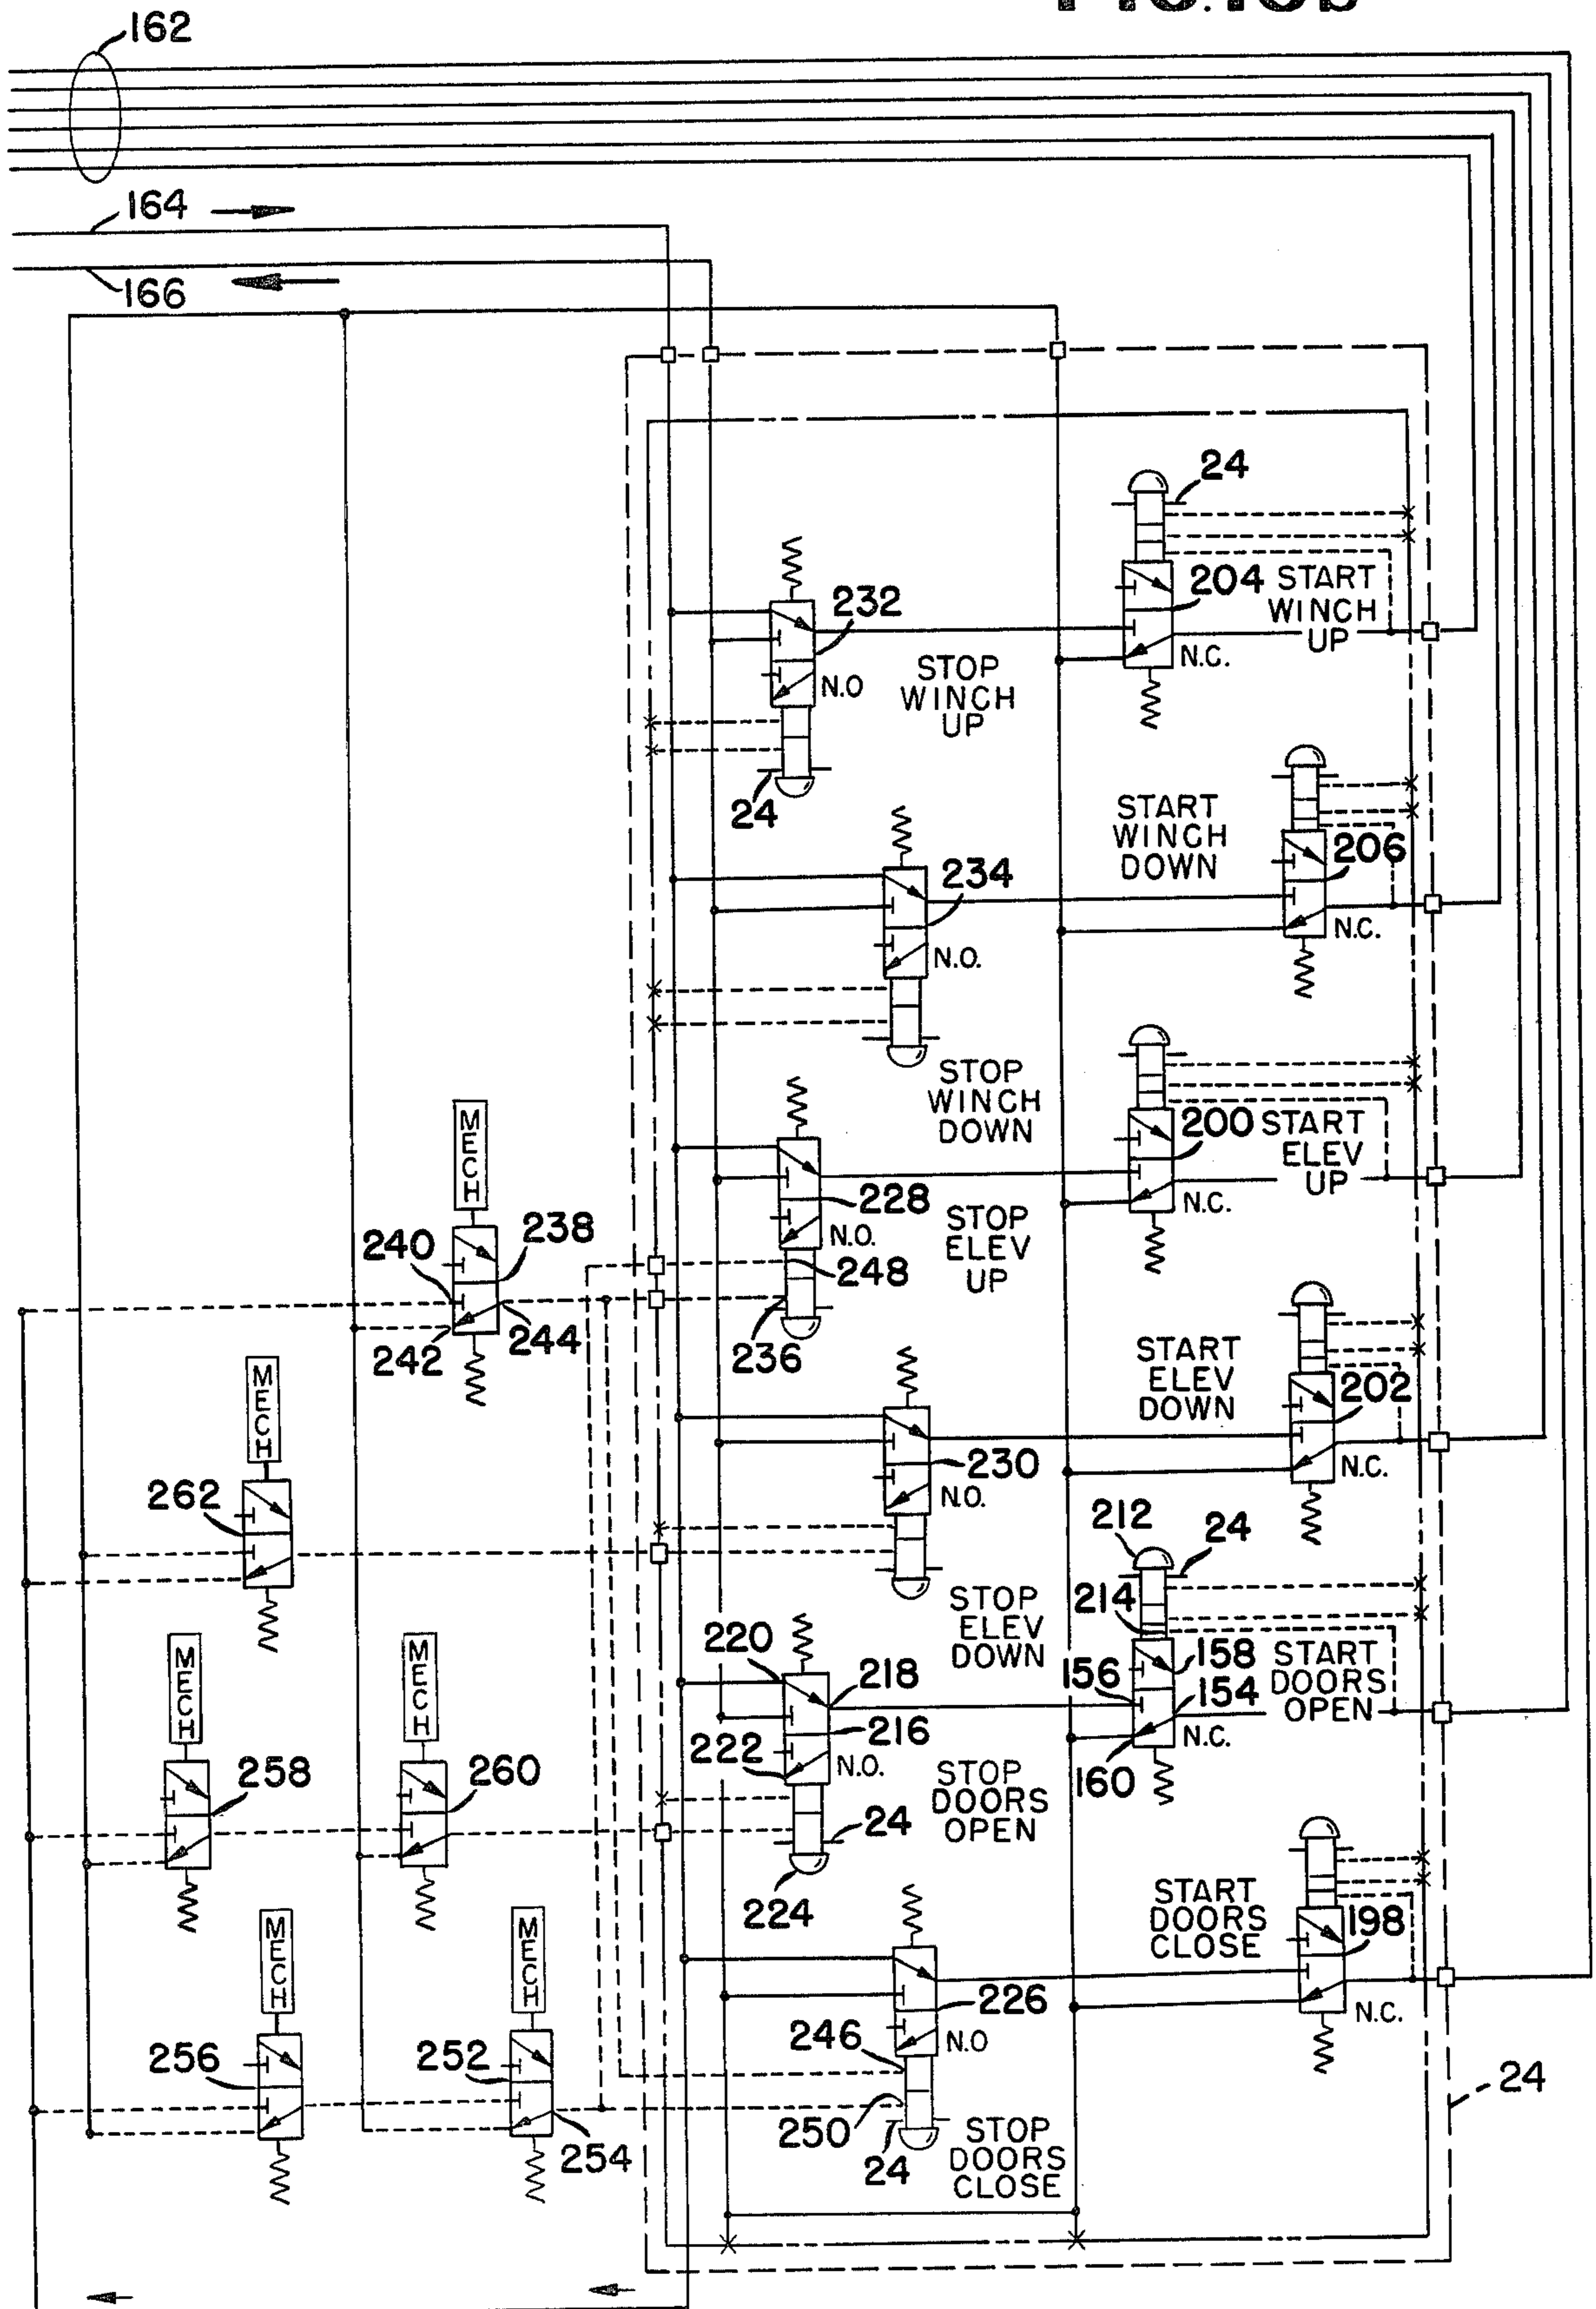 FIG.10b
162
164
166
24
204 START
WINCH
UP
N.C.
232
N.O
STOP
WINCH
UP
24
START
WINCH
DOWN
206
N.C.
234
N.O.
STOP
WINCH
DOWN
200 START
ELEV
UP
N.C.
MECH
238
240
242
244
228
N.O.
STOP
ELEV
UP
248
236
START
ELEV
DOWN
202
N.C.
MECH
262
230
N.O.
STOP
ELEV
DOWN
212
24
214
158 START
DOORS
OPEN
156
154
N.C.
160
220
218
216
222
N.O.
STOP
DOORS
OPEN
24
224
MECH
258
MECH
260
START
DOORS
CLOSE
198
N.C.
226
246
N.O
250
24
STOP
DOORS
CLOSE
MECH
256
MECH
252
254
24